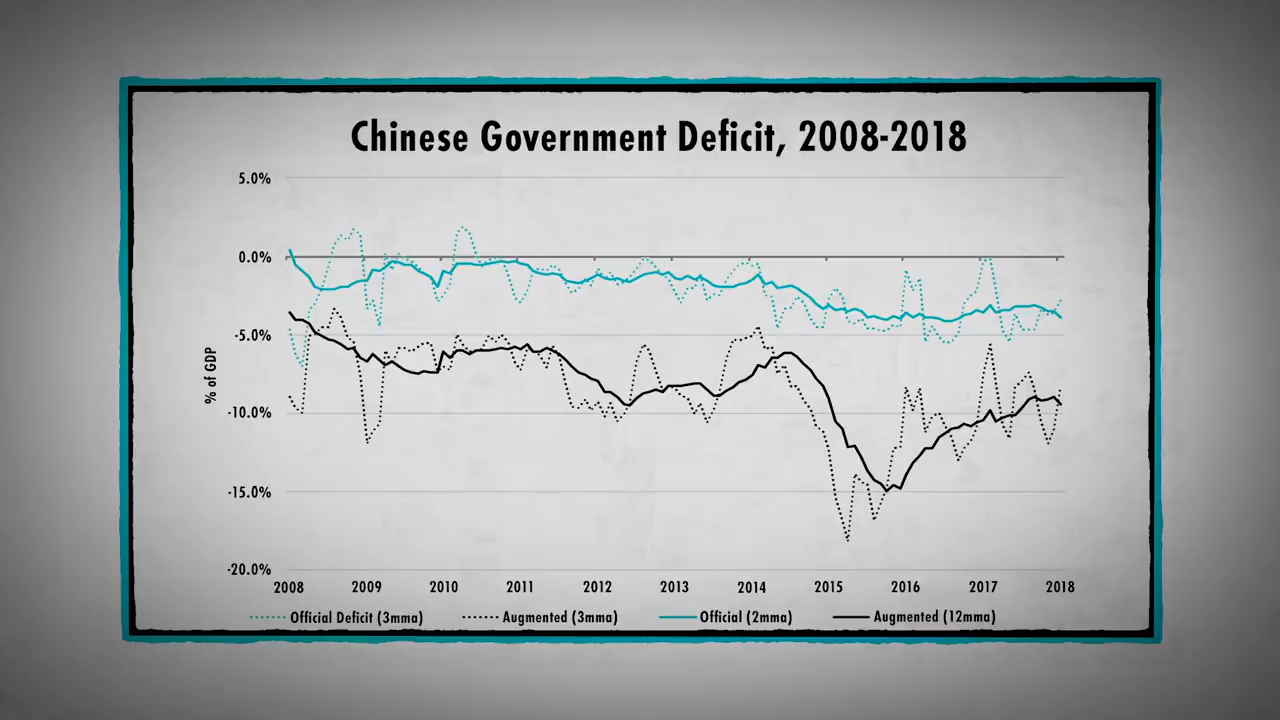 Chinese Government Deficit, 2008-2018
5.0%
0.0%
-5.0%
-10.0%
-15.0%
-20.0%
% of GDP
2008 2009 2010 2011 2012 2013 2014 2015 2016 2017 2018
Official Deficit (3mma) Augmented (3mma) Official (2mma) Augmented (12mma)